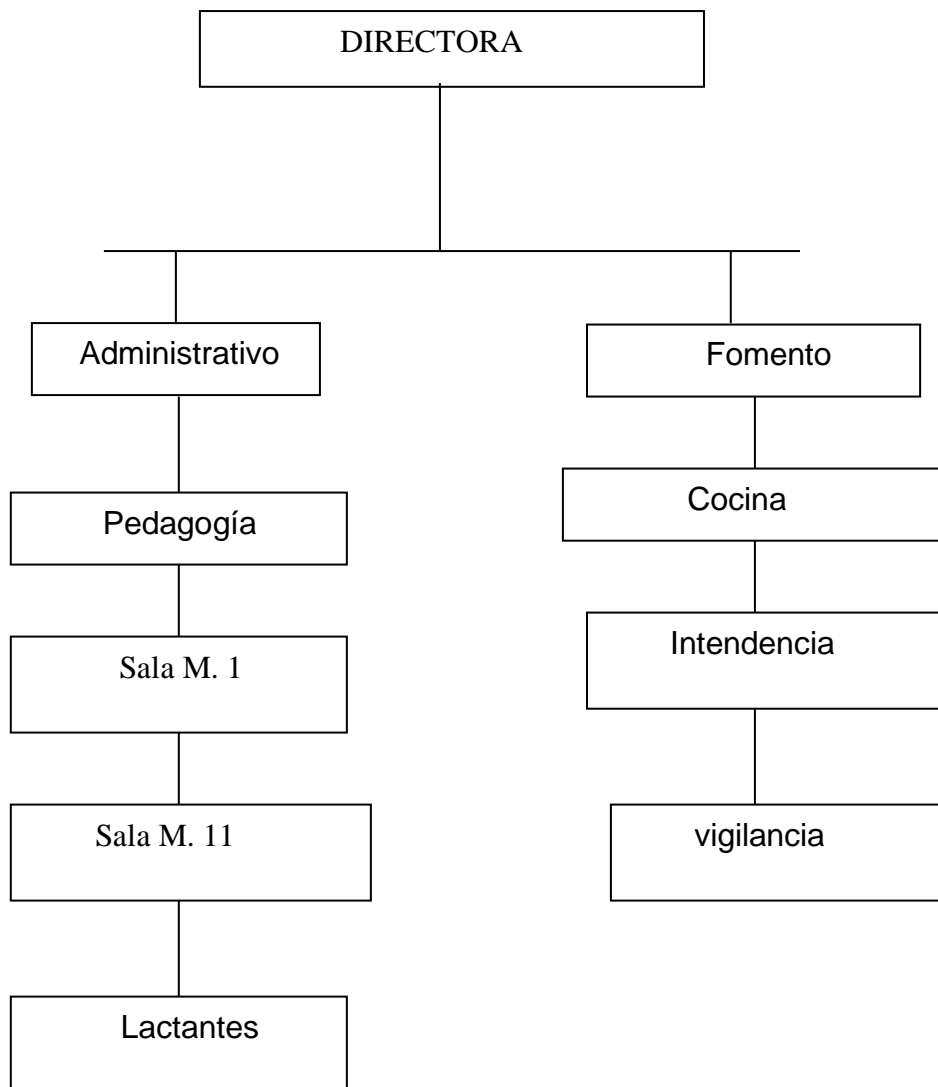 DIRECTORA
Administrativo
Fomento
Pedagogía
Cocina
Sala M. 1
Intendencia
Sala M. 11
vigilancia
Lactantes